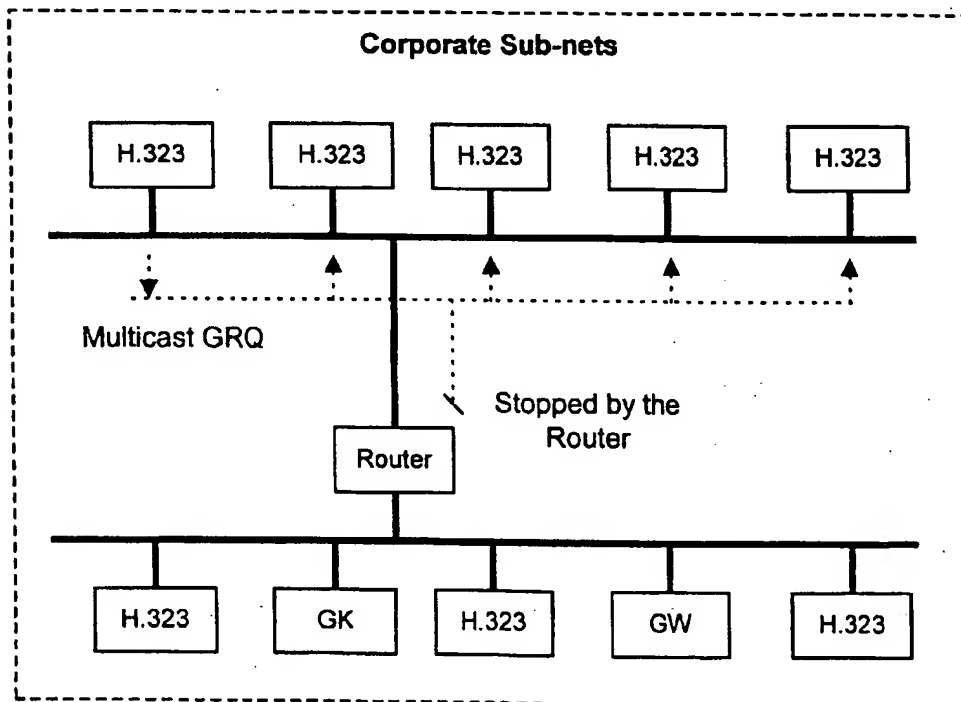 Corporate Sub-nets
H.323 H.323 H.323 H.323 H.323
Multicast GRQ
Stopped by the
Router
Router
H.323 GK H.323 GW H.323